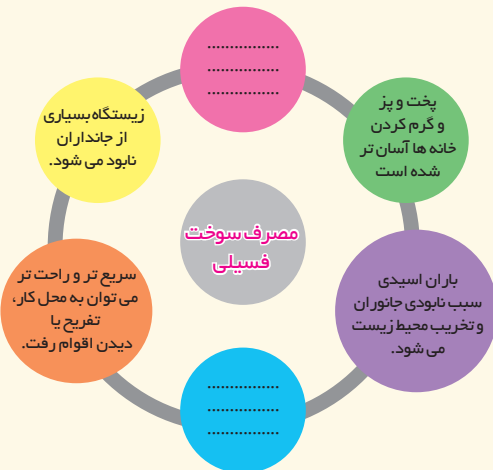 ................
................
................
پخت و پز
و گرم کردن
خانه ها آسان تر
شده است
زیستگاه بسیاری
از جانداران
نابود می شود.
مصرف سوخت
فسیلی
باران اسیدی
سبب نابودی جانوران
و تخریب محیط زیست
می شود.
سریع تر و راحت تر
می توان به محل کار،
تفریح یا
دیدن اقوام رفت.
................
................
................